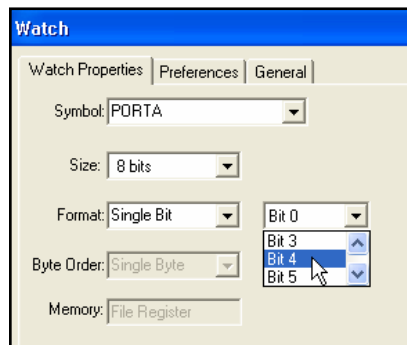 Watch
Watch Properties Preferences General
Symbol: PORTA
Size: 8 bits
Format: Single Bit Bit 0
Bit 3
Bit 4
Byte Order: Single Byte Bit 5
Memory: File Register